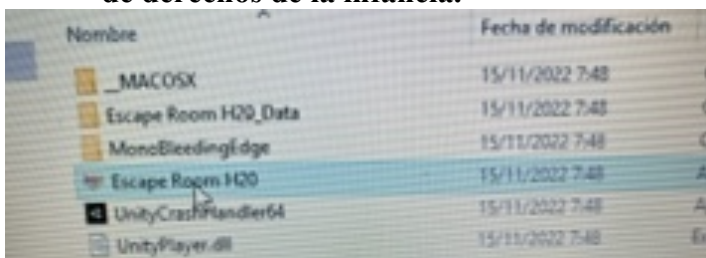 de derechos de la infancia.
Nombre Fecha de modificación
__MACOSX 15/11/2022 7:48
Escape Room H20_Data 15/11/2022 7:48
MonoBleedingEdge 15/11/2022 7:48
Escape Room H20 15/11/2022 7:48
UnityCrashHandler64 15/11/2022 7:48
UnityPlayer.dll 15/11/2022 7:48